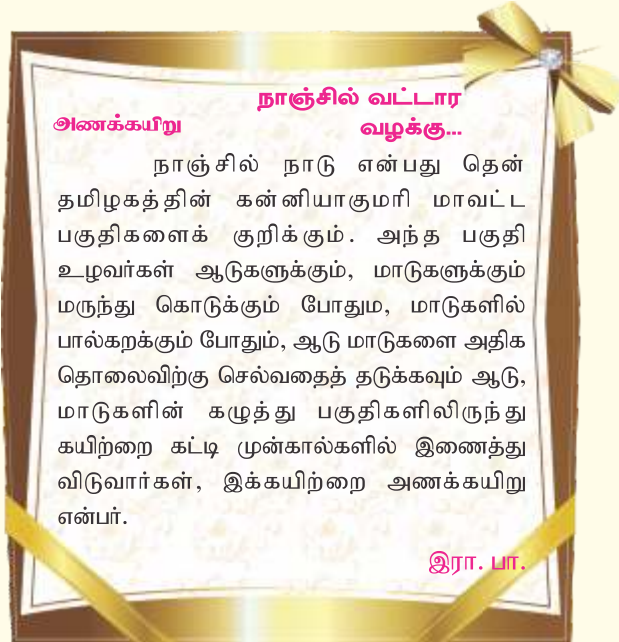 நாஞ்சில் வட்டார
அணக்கயிறு வழக்கு...
நாஞ்சில் நாடு என்பது தென்
தமிழகத்தின் கன்னியாகுமரி மாவட்ட
பகுதிகளைக் குறிக்கும். அந்த பகுதி
உழவர்கள் ஆடுகளுக்கும், மாடுகளுக்கும்
மருந்து கொடுக்கும் போதும, மாடுகளில்
பால்கறக்கும் போதும், ஆடு மாடுகளை அதிக
தொலைவிற்கு செல்வதைத் தடுக்கவும் ஆடு,
மாடுகளின் கழுத்து பகுதிகளிலிருந்து
கயிற்றை கட்டி முன்கால்களில் இணைத்து
விடுவார்கள், இக்கயிற்றை அணக்கயிறு
என்பர்.
இரா. பா.